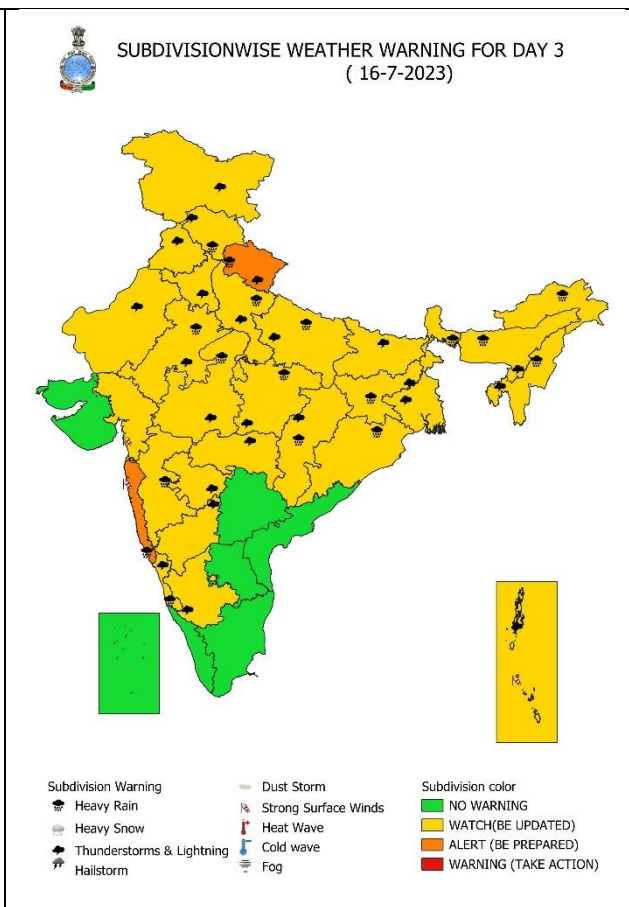 SUBDIVISIONWISE WEATHER WARNING FOR DAY 3
( 16-7-2023)
Subdivision Warning
Heavy Rain
Heavy Snow
Thunderstorms & Lightning
Hailstorm
Dust Storm
Strong Surface Winds
Heat Wave
Cold wave
Fog
Subdivision color
NO WARNING
WATCH(BE UPDATED)
ALERT (BE PREPARED)
WARNING (TAKE ACTION)